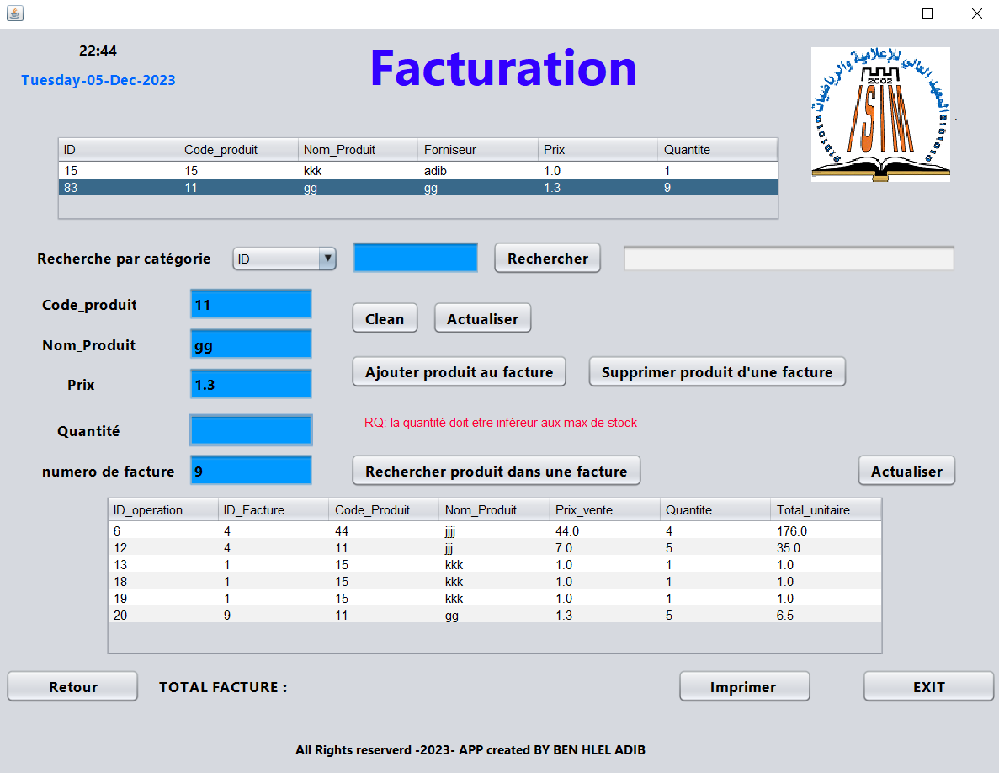 22:44
Tuesday-05-Dec-2023
Facturation
المعهد العالي للإعلامية والرياضيات
2002
ISIM
ID Code_produit Nom_Produit Forniseur Prix Quantite
15 15 kkk adib 1.0 1
83 11 gg gg 1.3 9
Recherche par catégorie ID Rechercher
Code_produit 11
Clean Actualiser
Nom_Produit gg
Ajouter produit au facture Supprimer produit d'une facture
Prix 1.3
Quantité
RQ: la quantité doit etre inféreur aux max de stock
numero de facture 9 Rechercher produit dans une facture Actualiser
ID_operation ID_Facture Code_Produit Nom_Produit Prix_vente Quantite Total_unitaire
6 4 44 jjjj 44.0 4 176.0
12 4 11 jjj 7.0 5 35.0
13 1 15 kkk 1.0 1 1.0
18 1 15 kkk 1.0 1 1.0
19 1 15 kkk 1.0 1 1.0
20 9 11 gg 1.3 5 6.5
Retour TOTAL FACTURE : Imprimer EXIT
All Rights reserverd -2023- APP created BY BEN HLEL ADIB